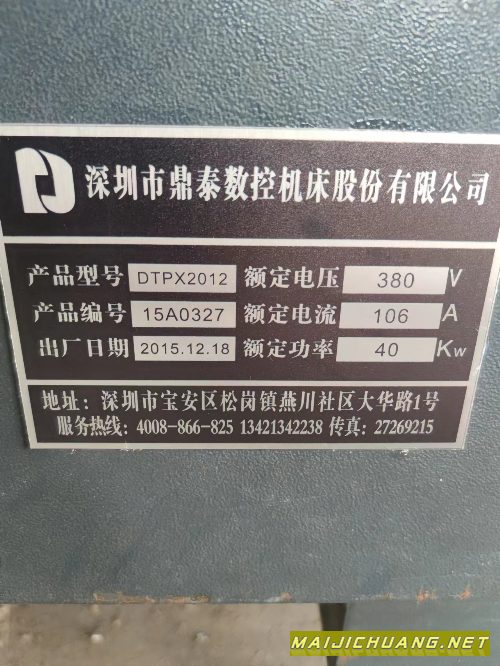 深圳市鼎泰数控机床股份有限公司
产品型号 DTPX2012 额定电压 380 V
产品编号 15A0327 额定电流 106 A
出厂日期 2015.12.18 额定功率 40 Kw
地址：深圳市宝安区松岗镇燕川社区大华路1号
服务热线：4008-866-825 13421342238 传真：27269215
MAIJICHUANG.NET